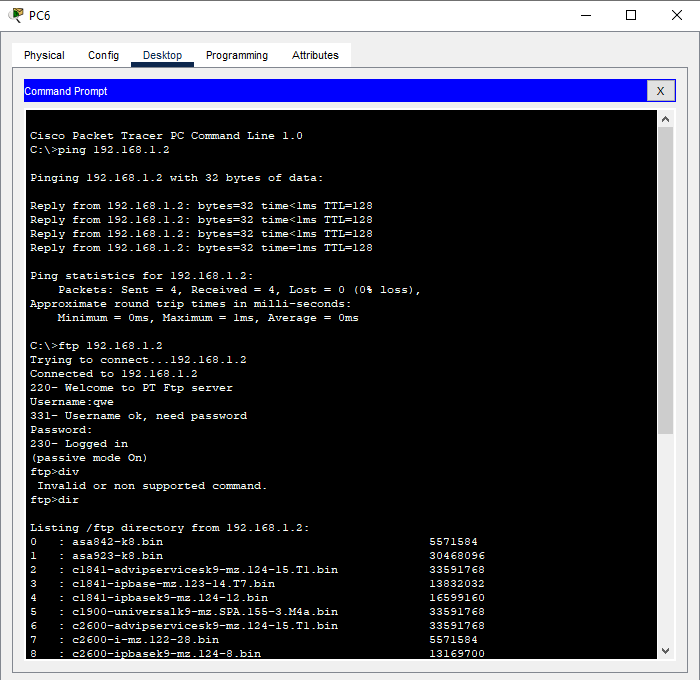 PC6
Physical Config Desktop Programming Attributes
Command Prompt X
Cisco Packet Tracer PC Command Line 1.0
C:\>ping 192.168.1.2
Pinging 192.168.1.2 with 32 bytes of data:
Reply from 192.168.1.2: bytes=32 time<1ms TTL=128
Reply from 192.168.1.2: bytes=32 time<1ms TTL=128
Reply from 192.168.1.2: bytes=32 time<1ms TTL=128
Reply from 192.168.1.2: bytes=32 time=1ms TTL=128
Ping statistics for 192.168.1.2:
Packets: Sent = 4, Received = 4, Lost = 0 (0% loss),
Approximate round trip times in milli-seconds:
Minimum = 0ms, Maximum = 1ms, Average = 0ms
C:\>ftp 192.168.1.2
Trying to connect...192.168.1.2
Connected to 192.168.1.2
220- Welcome to PT Ftp server
Username:qwe
331- Username ok, need password
Password:
230- Logged in
(passive mode On)
ftp>div
Invalid or non supported command.
ftp>dir
Listing /ftp directory from 192.168.1.2:
0 : asa842-k8.bin 5571584
1 : asa923-k8.bin 30468096
2 : c1841-advipservicesk9-mz.124-15.T1.bin 33591768
3 : c1841-ipbase-mz.123-14.T7.bin 13832032
4 : c1841-ipbasek9-mz.124-12.bin 16599160
5 : c1900-universalk9-mz.SPA.155-3.M4a.bin 33591768
6 : c2600-advipservicesk9-mz.124-15.T1.bin 33591768
7 : c2600-i-mz.122-28.bin 5571584
8 : c2600-ipbasek9-mz.124-8.bin 13169700